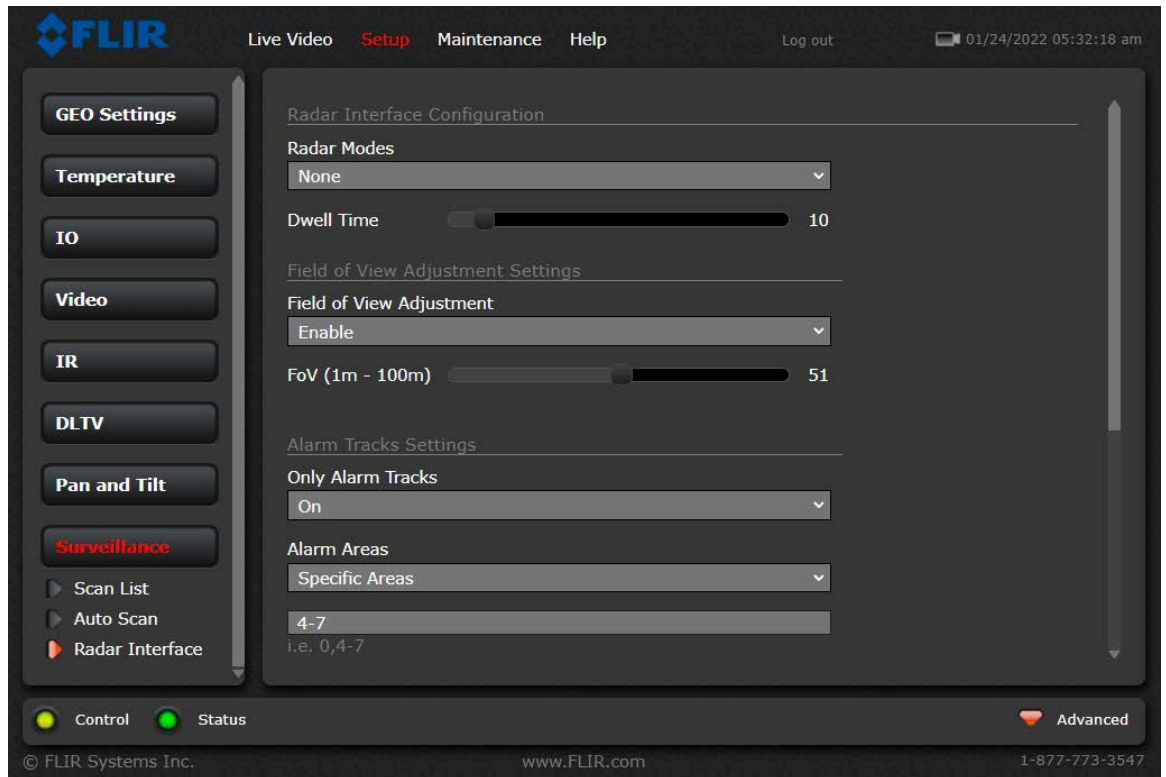 FLIR
Live Video Setup Maintenance Help Log out 01/24/2022 05:32:18 am
GEO Settings
Temperature
IO
Video
IR
DLTV
Pan and Tilt
Surveillance
Scan List
Auto Scan
Radar Interface
Radar Interface Configuration
Radar Modes
None
Dwell Time 10
Field of View Adjustment Settings
Field of View Adjustment
Enable
FoV (1m - 100m) 51
Alarm Tracks Settings
Only Alarm Tracks
On
Alarm Areas
Specific Areas
4-7
i.e. 0,4-7
Control Status Advanced
© FLIR Systems Inc. www.FLIR.com 1-877-773-3547